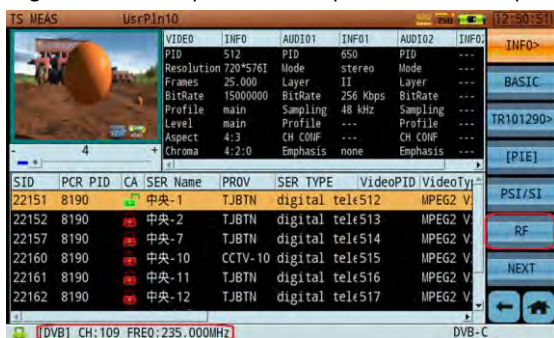 TS MEAS UsrPln10 12:50:51
VIDEO INFO AUDIO1 INFO1 AUDIO2 INFO2
PID 512 PID 650 PID ---
Resolution 720*576I Mode stereo Mode ---
Frames 25.000 Layer II Layer ---
BitRate 15000000 BitRate 256 Kbps BitRate ---
Profile main Sampling 48 kHz Sampling ---
Level main Profile --- Profile ---
Aspect 4:3 CH CONF --- CH CONF ---
Chroma 4:2:0 Emphasis none Emphasis ---
- 4 +
SID PCR PID CA SER Name PROV SER TYPE VideoPID VideoTy
22151 8190 中央-1 TJBTN digital tele512 MPEG2 V
22152 8190 中央-2 TJBTN digital tele513 MPEG2 V
22157 8190 中央-7 TJBTN digital tele514 MPEG2 V
22160 8190 中央-10 CCTV-10 digital tele515 MPEG2 V
22161 8190 中央-11 TJBTN digital tele516 MPEG2 V
22162 8190 中央-12 TJBTN digital tele517 MPEG2 V
[DVB] CH:109 FREQ:235.000MHz DVB-C
INFO>
BASIC
TR101290>
[PIE]
PSI/SI
RF
NEXT